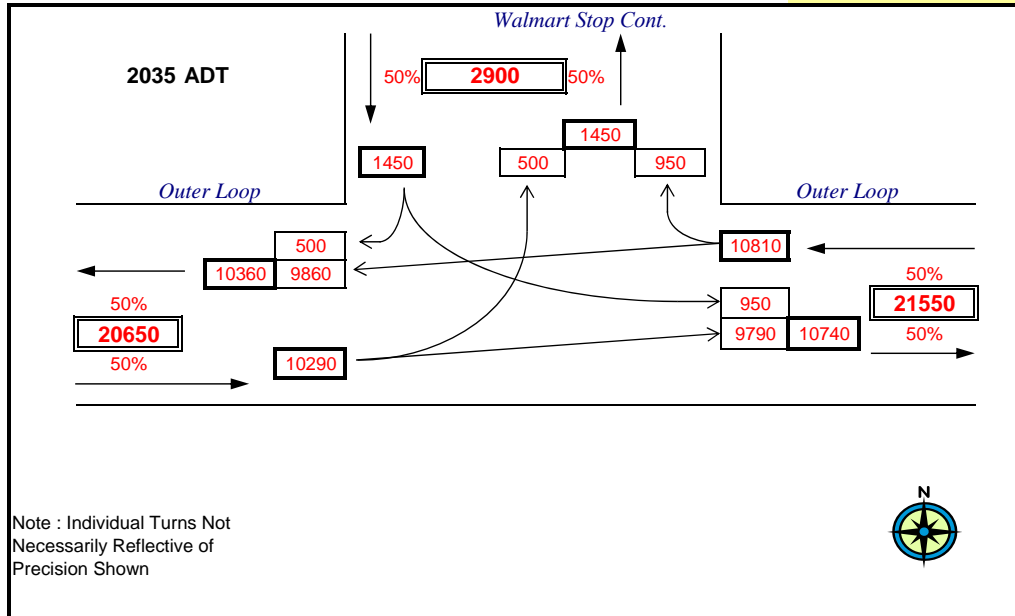 Walmart Stop Cont.
2035 ADT
50% 2900 50%
1450
1450
500 950
Outer Loop
Outer Loop
500
10360 9860
10810
50%
20650
50%
50%
21550
50%
950
9790 10740
10290
N
Note : Individual Turns Not
Necessarily Reflective of
Precision Shown